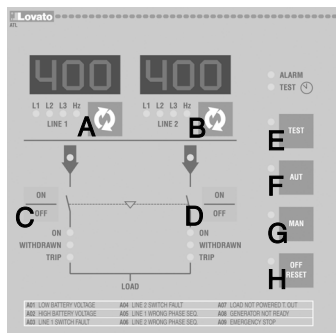 Lovato
ATL
400 400
ALARM
TEST
L1 L2 L3 Hz L1 L2 L3 Hz
LINE 1 A LINE 2 B
TEST
E
AUT
F
ON ON
C OFF D OFF
MAN
G
ON ON
WITHDRAWN WITHDRAWN
TRIP TRIP
OFF
RESET
H
LOAD
A01 LOW BATTERY VOLTAGE A04 LINE 2 SWITCH FAULT A07 LOAD NOT POWERED T. OUT
A02 HIGH BATTERY VOLTAGE A05 LINE 1 WRONG PHASE SEQ. A08 GENERATOR NOT READY
A03 LINE 1 SWITCH FAULT A06 LINE 2 WRONG PHASE SEQ. A09 EMERGENCY STOP